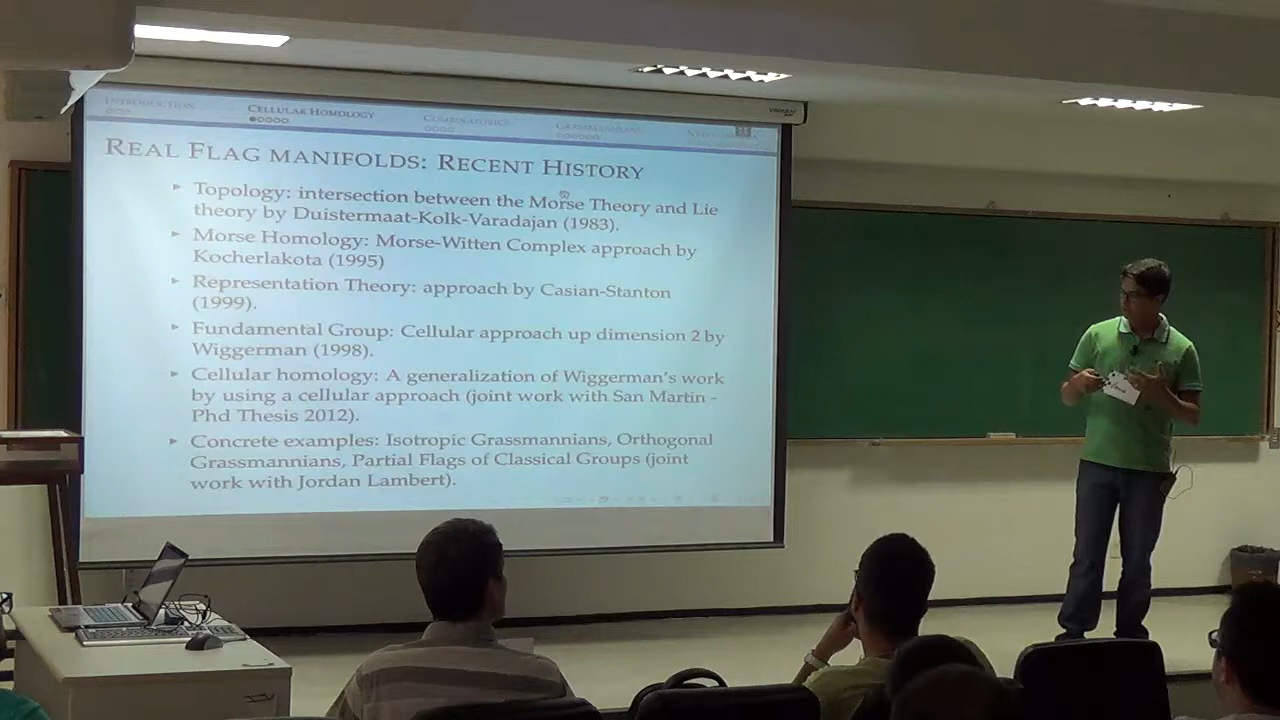 INTRODUCTION CELLULAR HOMOLOGY COMBINATORICS GRASSMANNIANS
REAL FLAG MANIFOLDS: RECENT HISTORY
Topology: intersection between the Morse Theory and Lie
theory by Duistermaat-Kolk-Varadajan (1983).
Morse Homology: Morse-Witten Complex approach by
Kocherlakota (1995)
Representation Theory: approach by Casian-Stanton
(1999).
Fundamental Group: Cellular approach up dimension 2 by
Wiggerman (1998).
Cellular homology: A generalization of Wiggerman's work
by using a cellular approach (joint work with San Martin -
Phd Thesis 2012).
Concrete examples: Isotropic Grassmannians, Orthogonal
Grassmannians, Partial Flags of Classical Groups (joint
work with Jordan Lambert).